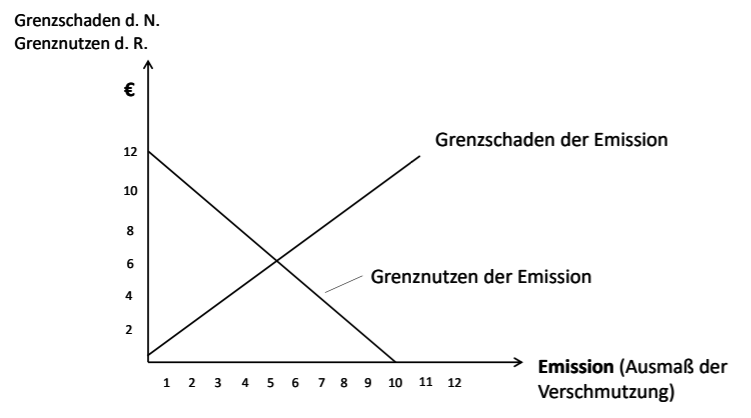 Grenzschaden d. N.
Grenznutzen d. R.
€
12
10
8
6
4
2
Grenzschaden der Emission
Grenznutzen der Emission
1 2 3 4 5 6 7 8 9 10 11 12
Emission (Ausmaß der
Verschmutzung)